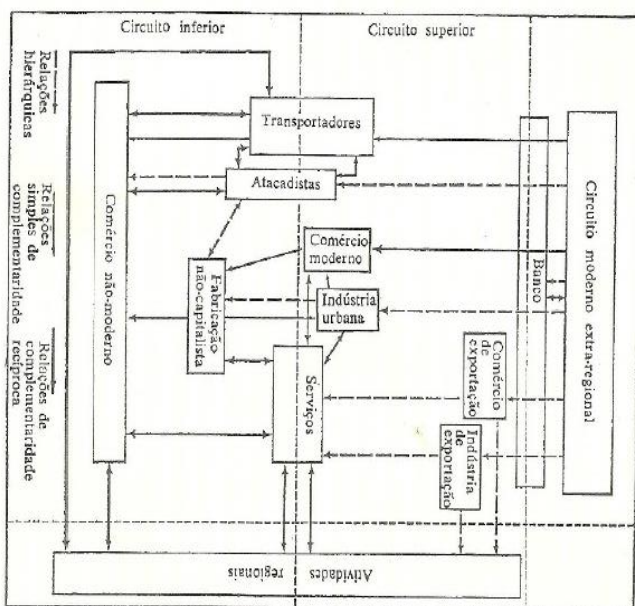 Circuito inferior
Circuito superior
Relações
hierárquicas
Relações
simples de
complementaridade
Relações de
complementaridade
recíproca
Comércio não-moderno
Transportadores
Atacadistas
Comércio
moderno
Indústria
urbana
Fabricação
não-capitalista
Serviços
Comércio
de
exportação
Indústria
de
exportação
Banco
Circuito moderno extra-regional
Atividades
regionais